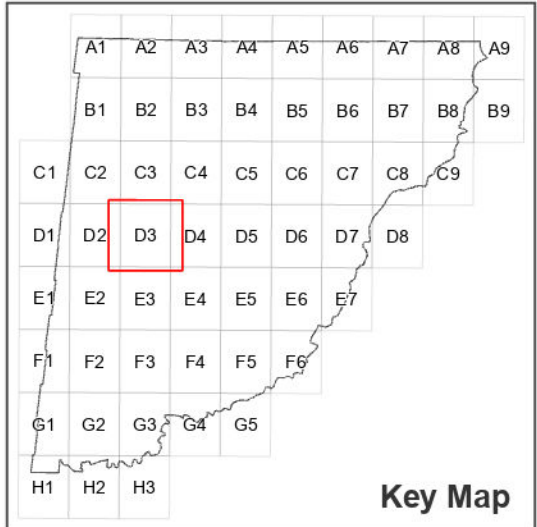 A1 A2 A3 A4 A5 A6 A7 A8 A9
B1 B2 B3 B4 B5 B6 B7 B8 B9
C1 C2 C3 C4 C5 C6 C7 C8 C9
D1 D2 D3 D4 D5 D6 D7 D8
E1 E2 E3 E4 E5 E6 E7
F1 F2 F3 F4 F5 F6
G1 G2 G3 G4 G5
H1 H2 H3
Key Map